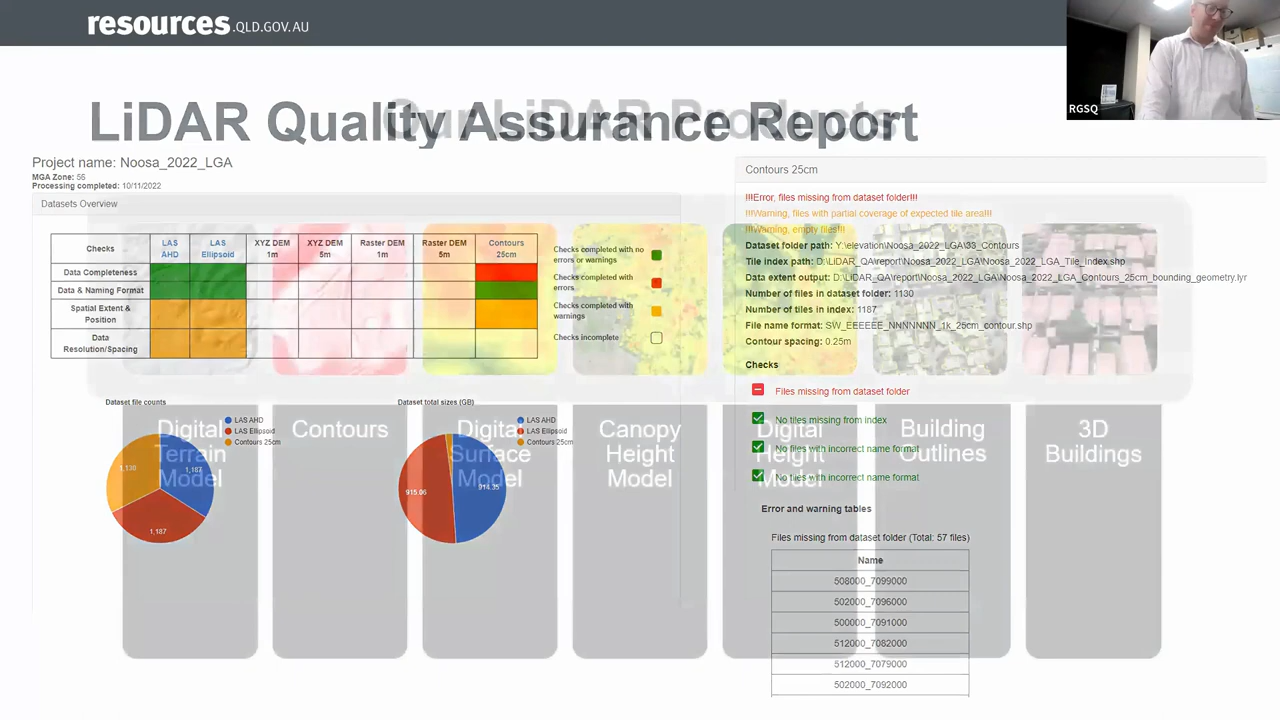 resources.QLD.GOV.AU
RGSQ
LiDAR Quality Assurance Report
Our LiDAR Products
Project name: Noosa_2022_LGA
MGA Zone: 56
Processing completed: 10/11/2022
Datasets Overview
Checks
LAS AHD
LAS Ellipsoid
XYZ DEM 1m
XYZ DEM 5m
Raster DEM 1m
Raster DEM 5m
Contours 25cm
Data Completeness
Data & Naming Format
Spatial Extent & Position
Data Resolution/Spacing
Checks completed with no errors or warnings
Checks completed with errors
Checks completed with warnings
Checks incomplete
Dataset file counts
LAS AHD
LAS Ellipsoid
Contours 25cm
1,130
1,187
1,187
Dataset total sizes (GB)
LAS AHD
LAS Ellipsoid
Contours 25cm
915.06
914.35
Contours 25cm
!!!Error, files missing from dataset folder!!!
!!!Warning, files with partial coverage of expected tile area!!!
!!!Warning, empty files!!!
Dataset folder path: Y:\elevation\Noosa_2022_LGA\33_Contours
Tile index path: D:\LiDAR_QA\report\Noosa_2022_LGA\Noosa_2022_LGA_Tile_Index.shp
Data extent output: D:\LiDAR_QA\report\Noosa_2022_LGA\Noosa_2022_LGA_Contours_25cm_bounding_geometry.lyr
Number of files in dataset folder: 1130
Number of files in index: 1187
File name format: SW_EEEEEE_NNNNNNN_1k_25cm_contour.shp
Contour spacing: 0.25m
Checks
Files missing from dataset folder
No tiles missing from index
No files with incorrect name format
No files with incorrect name format
Error and warning tables
Files missing from dataset folder (Total: 57 files)
Name
508000_7099000
502000_7096000
500000_7091000
512000_7082000
512000_7079000
502000_7092000
Digital Terrain Model
Contours
Digital Surface Model
Canopy Height Model
Digital Height Model
Building Outlines
3D Buildings